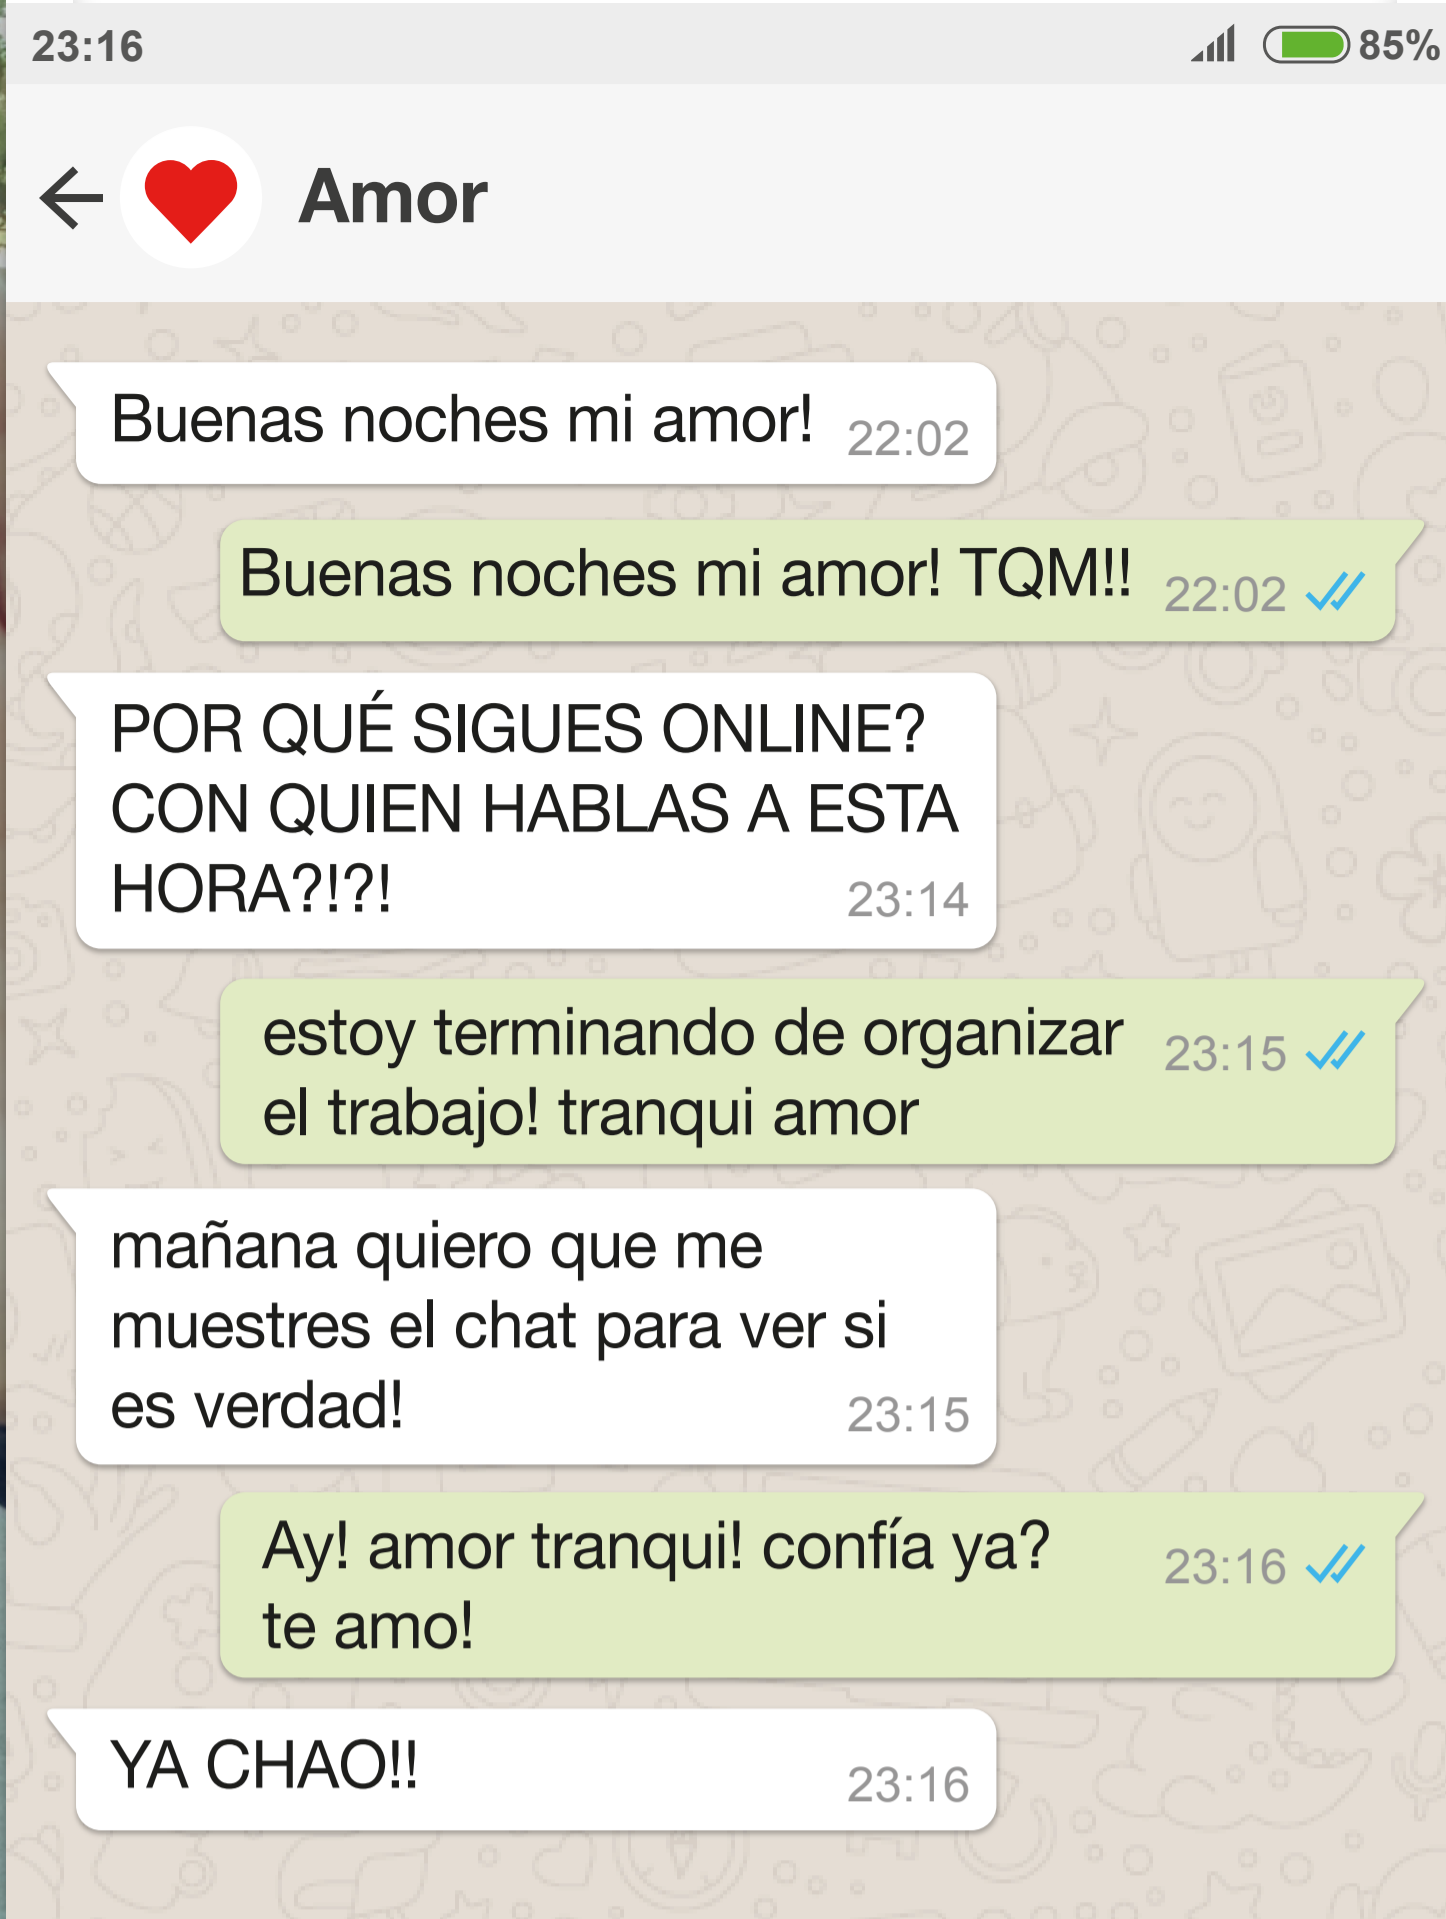 23:16
85%
Amor
Buenas noches mi amor! 22:02
Buenas noches mi amor! TQM!! 22:02
POR QUÉ SIGUES ONLINE?
CON QUIEN HABLAS A ESTA
HORA?!?! 23:14
estoy terminando de organizar 23:15
el trabajo! tranqui amor
mañana quiero que me
muestres el chat para ver si
es verdad! 23:15
Ay! amor tranqui! confía ya? 23:16
te amo!
YA CHAO!! 23:16